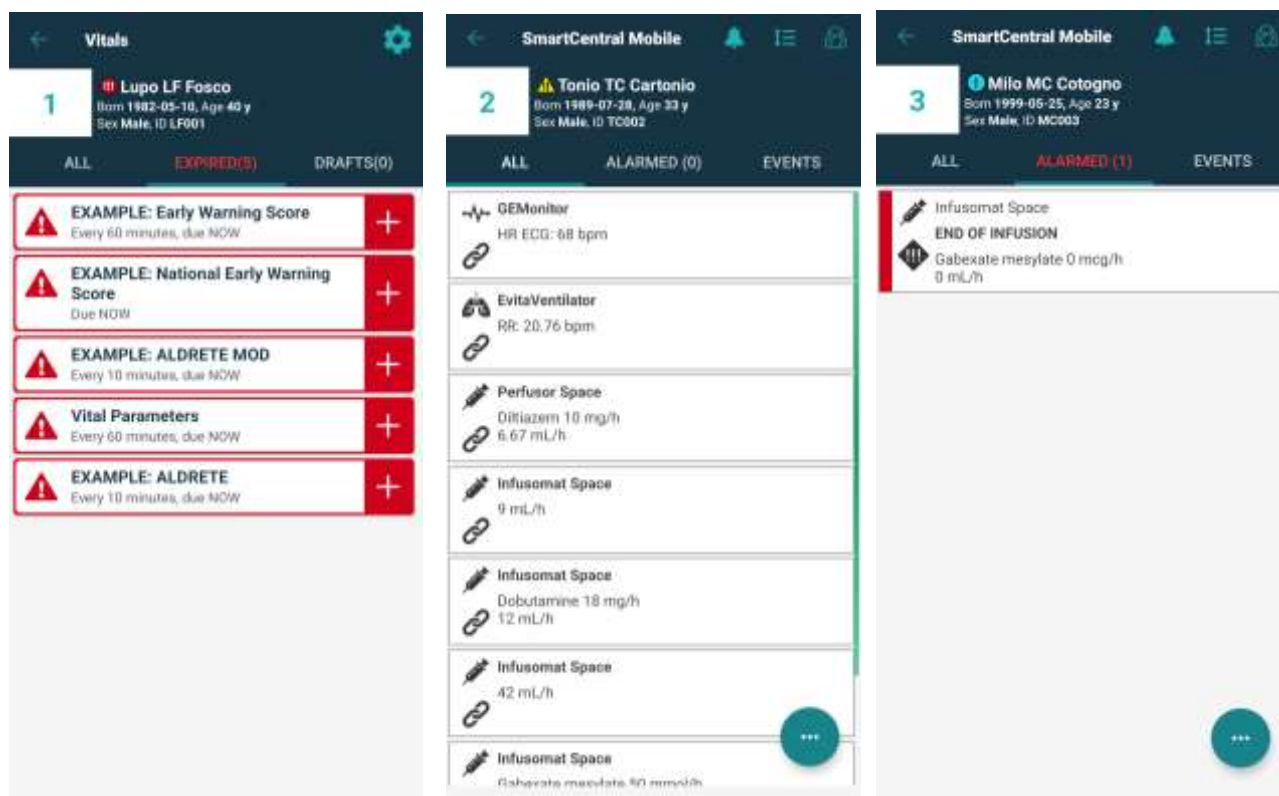 Vitals
1
Lupo LF Fosco
Born 1982-05-10, Age 40 y
Sex Male, ID LF001
ALL EXPIRED(5) DRAFTS(0)
EXAMPLE: Early Warning Score
Every 60 minutes, due NOW
EXAMPLE: National Early Warning
Score
Due NOW
EXAMPLE: ALDRETE MOD
Every 10 minutes, due NOW
Vital Parameters
Every 60 minutes, due NOW
EXAMPLE: ALDRETE
Every 10 minutes, due NOW
SmartCentral Mobile
2
Tonio TC Cartonio
Born 1989-07-28, Age 33 y
Sex Male, ID TC002
ALL ALARMED (0) EVENTS
GEMonitor
HR ECG: 68 bpm
EvitaVentilator
RR: 20.76 bpm
Perfusor Space
Diltiazem 10 mg/h
6.67 mL/h
Infusomat Space
9 mL/h
Infusomat Space
Dobutamine 18 mg/h
12 mL/h
Infusomat Space
42 mL/h
Infusomat Space
Gabexate mesylate 50 mmol/h
SmartCentral Mobile
3
Milo MC Cotogno
Born 1999-05-25, Age 23 y
Sex Male, ID MC003
ALL ALARMED (1) EVENTS
Infusomat Space
END OF INFUSION
Gabexate mesylate 0 mcg/h
0 mL/h